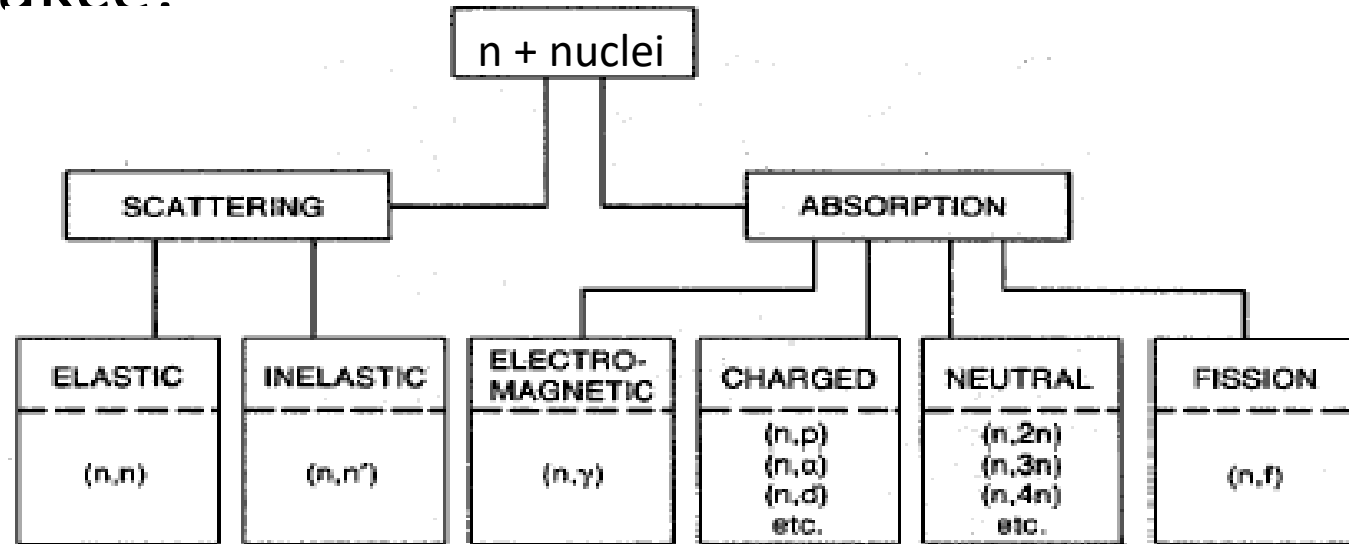 n + nuclei
SCATTERING
ABSORPTION
ELASTIC
(n,n)
INELASTIC
(n,n')
ELECTRO-
MAGNETIC
(n,γ)
CHARGED
(n,p)
(n,α)
(n,d)
etc.
NEUTRAL
(n,2n)
(n,3n)
(n,4n)
etc.
FISSION
(n,f)